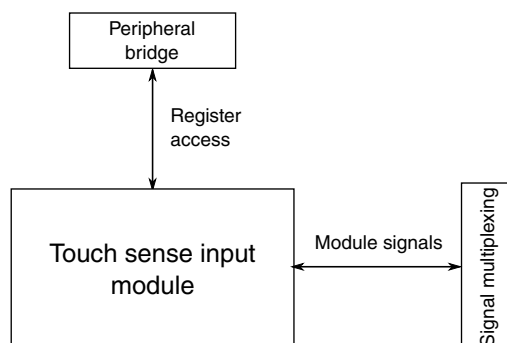 Peripheral
bridge
Register
access
Touch sense input
module
Module signals
Signal multiplexing